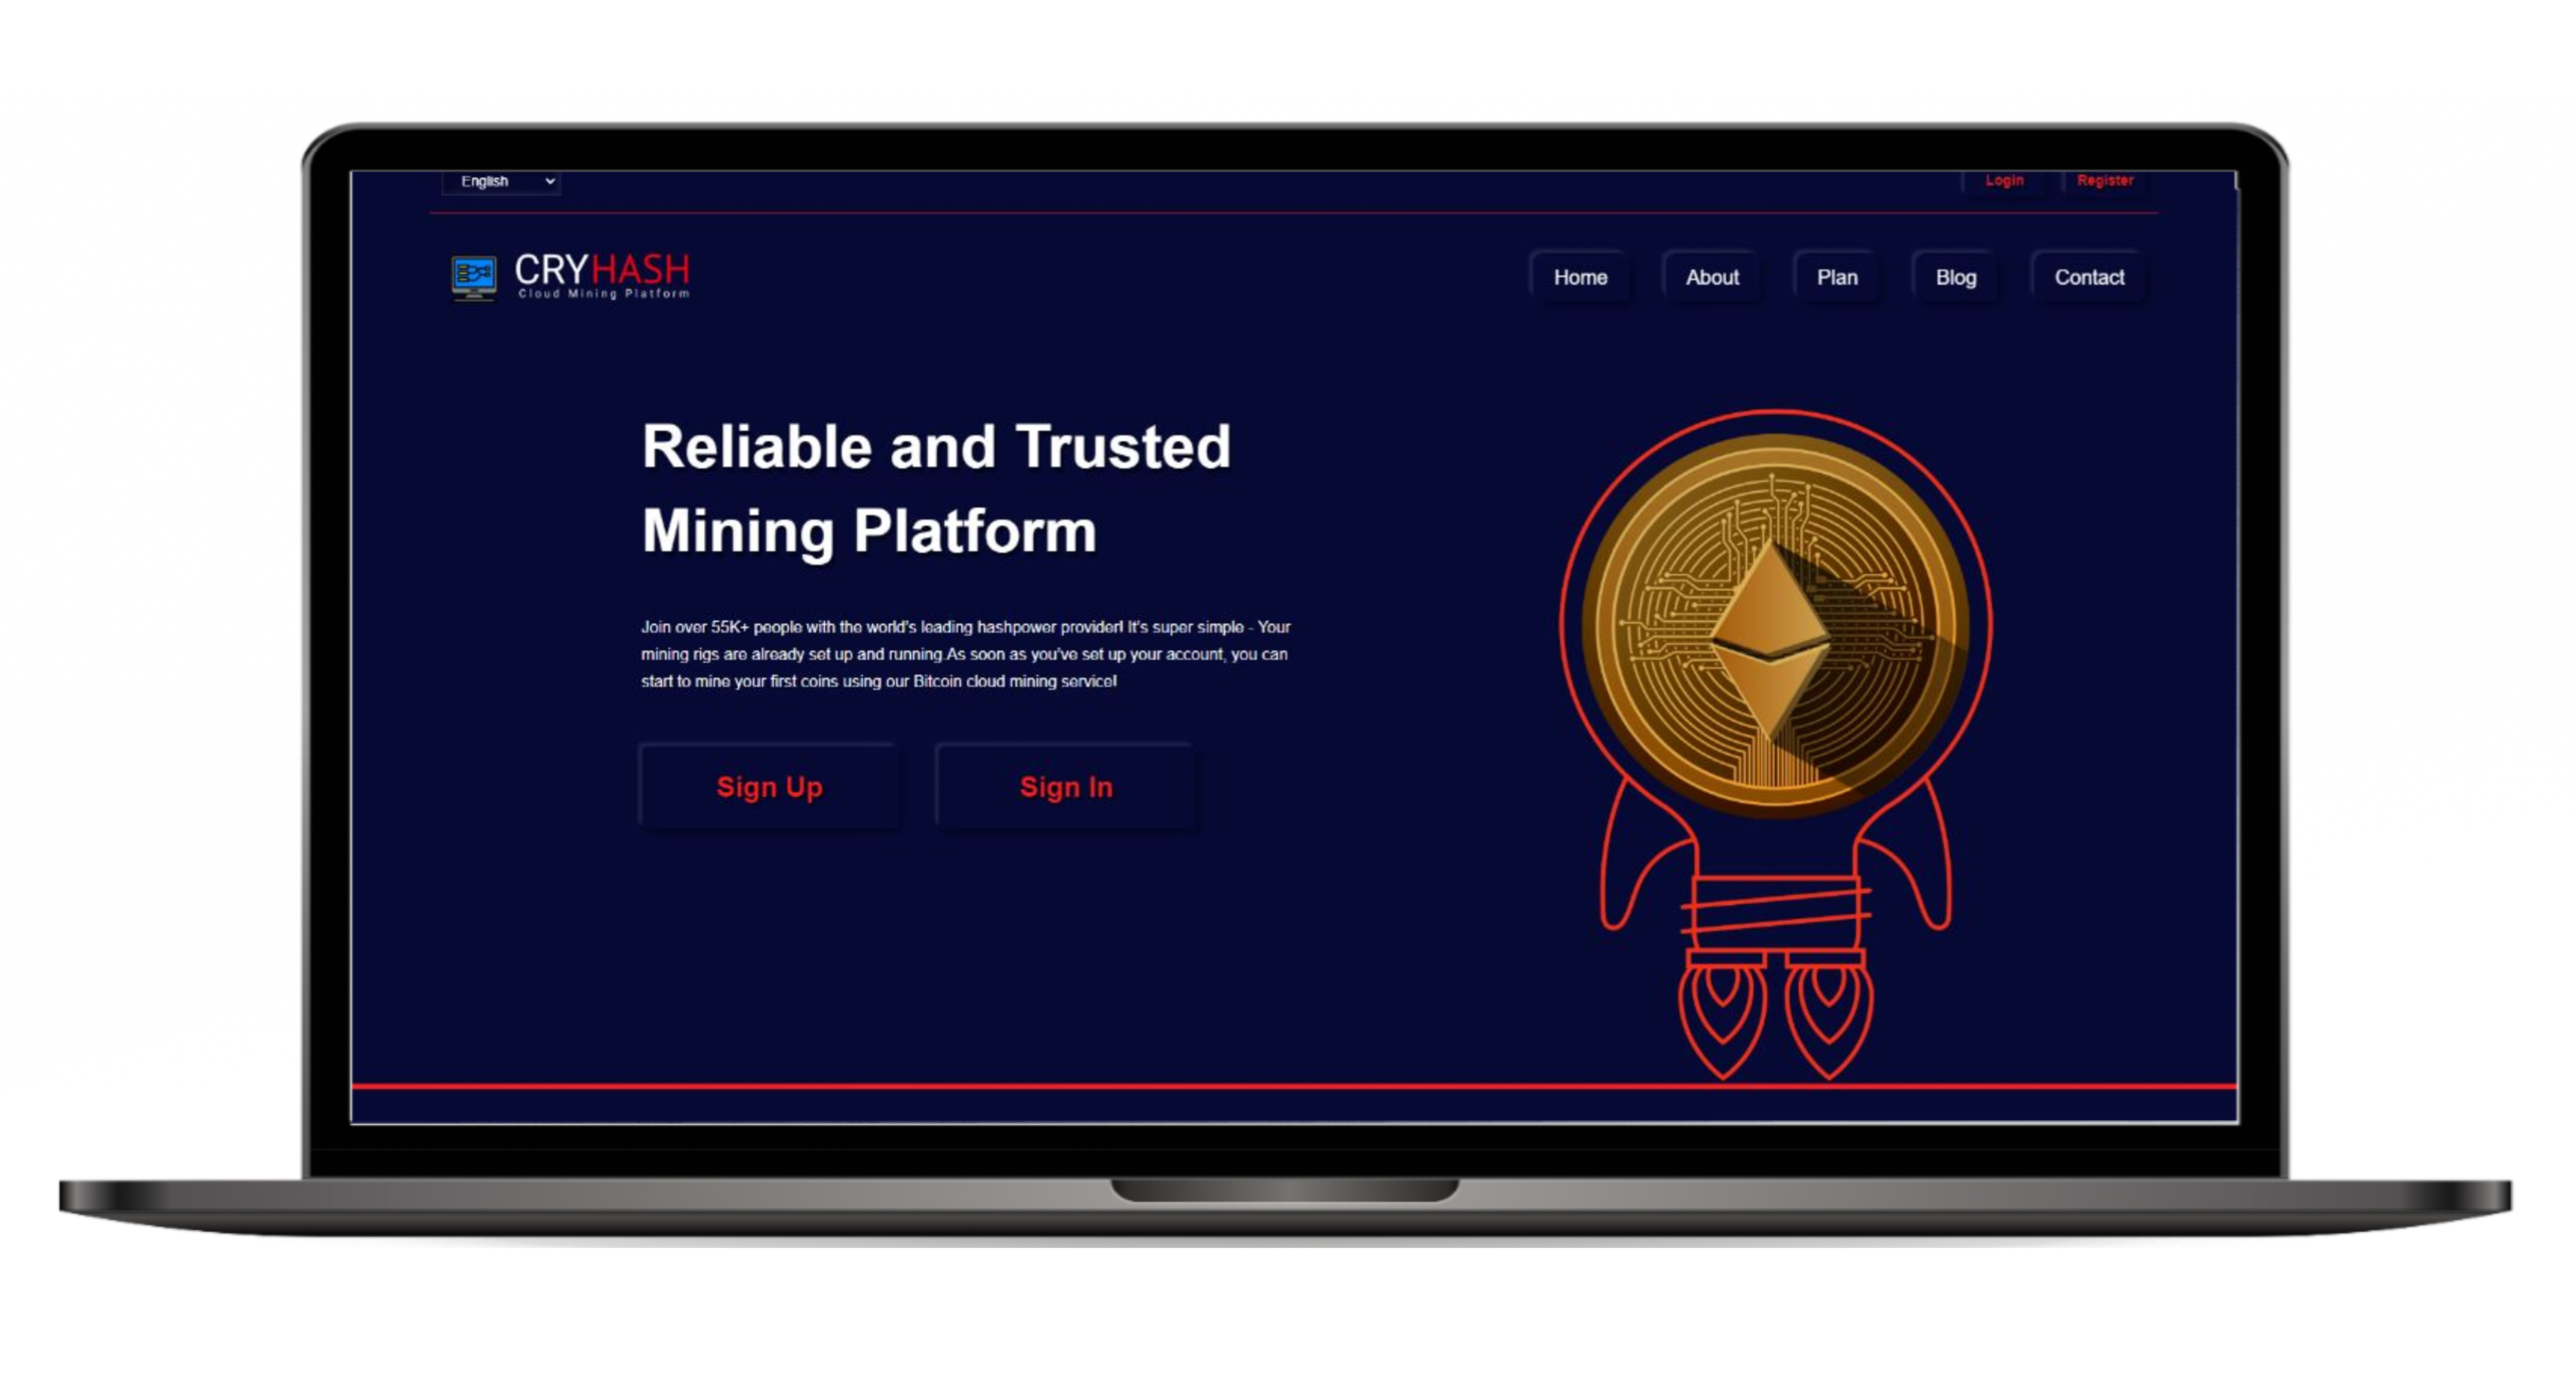 English
Login Register
CRYHASH
Cloud Mining Platform
Home About Plan Blog Contact
Reliable and Trusted
Mining Platform
Join over 55K+ people with the world's leading hashpower provider! It's super simple - Your
mining rigs are already set up and running.As soon as you've set up your account, you can
start to mine your first coins using our Bitcoin cloud mining service!
Sign Up Sign In